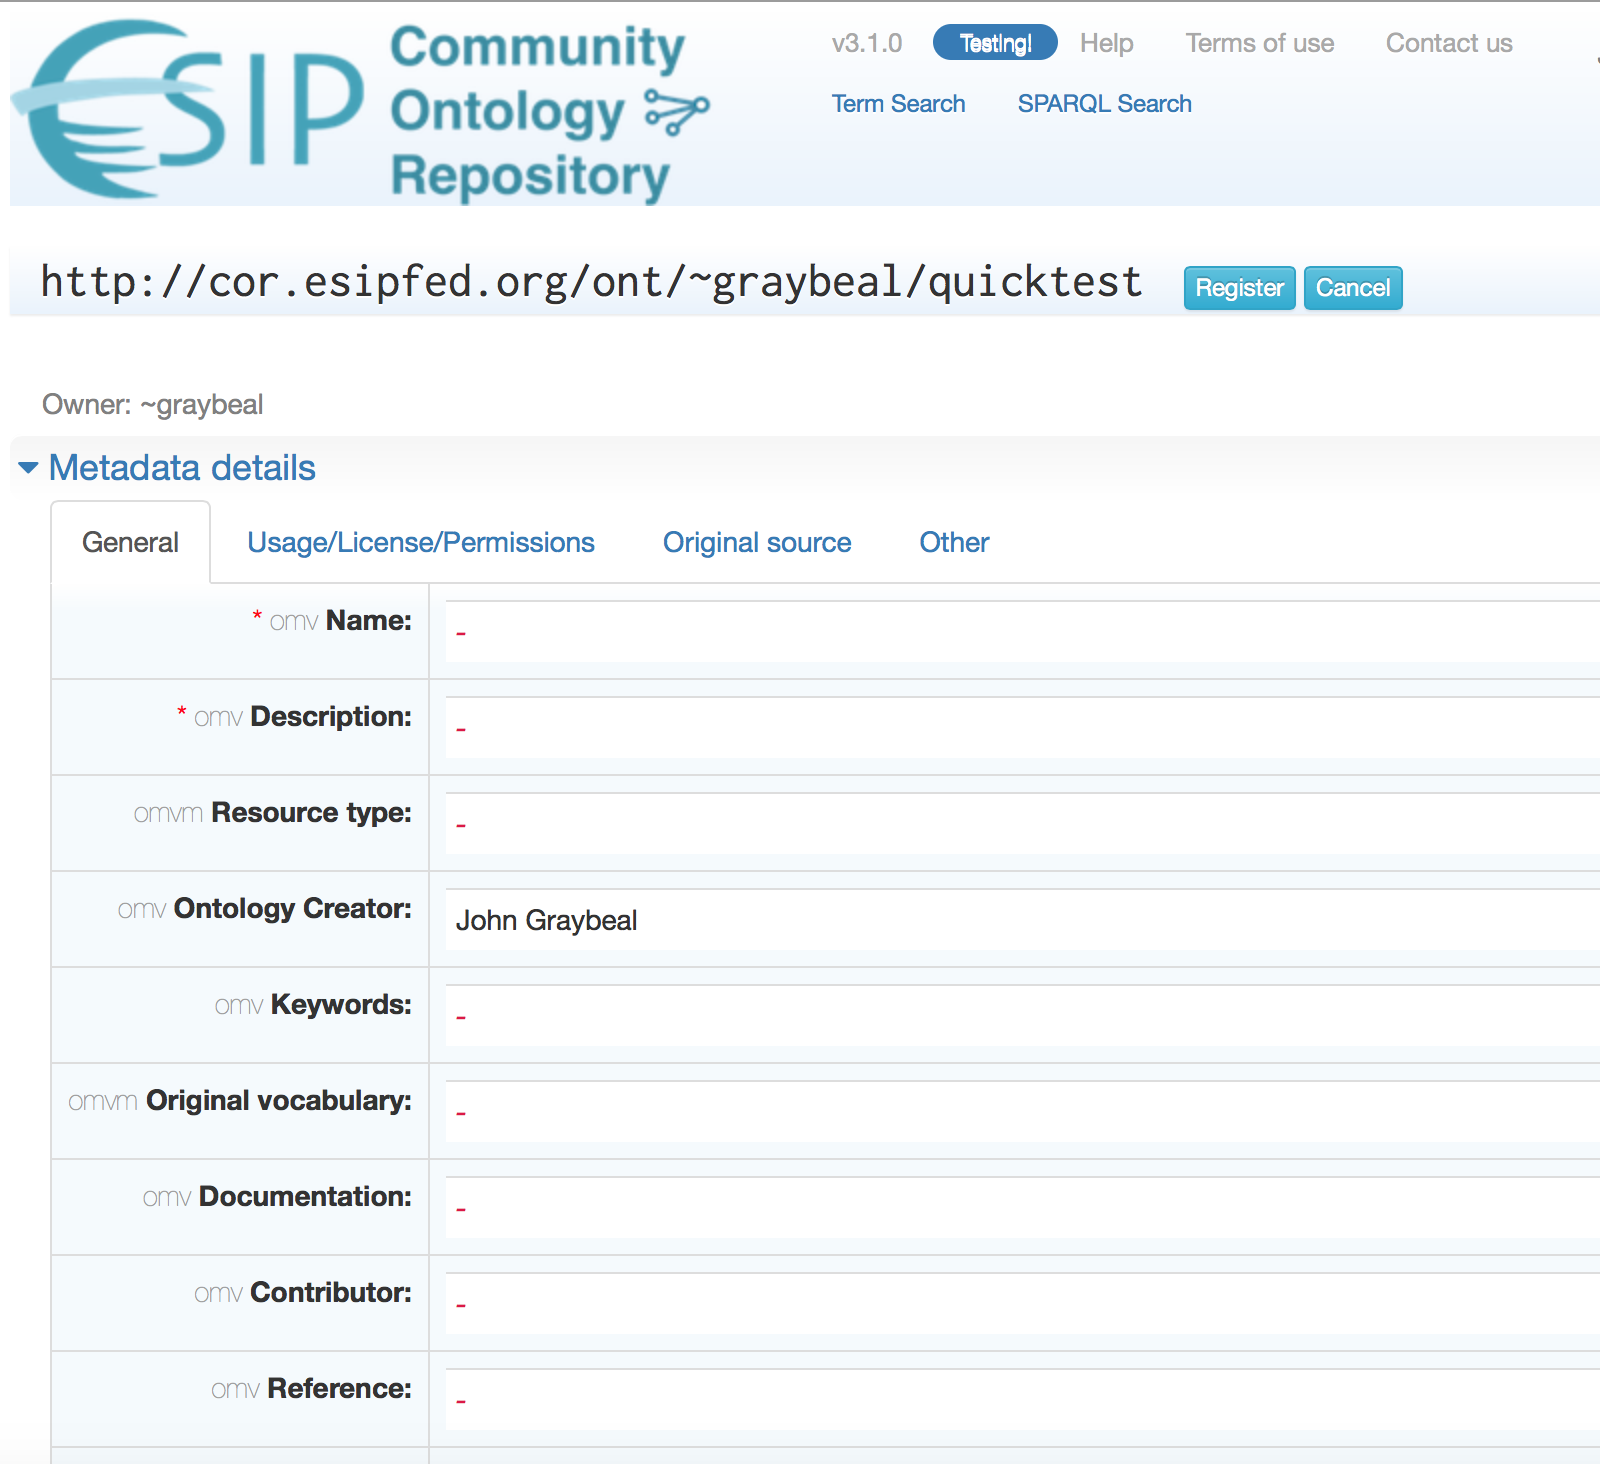 ESIP Community Ontology Repository
v3.1.0 Testing! Help Terms of use Contact us
Term Search SPARQL Search
http://cor.esipfed.org/ont/~graybeal/quicktest Register Cancel
Owner: ~graybeal
Metadata details
General Usage/License/Permissions Original source Other
* omv Name: -
* omv Description: -
omvm Resource type: -
omv Ontology Creator: John Graybeal
omv Keywords: -
omvm Original vocabulary: -
omv Documentation: -
omv Contributor: -
omv Reference: -